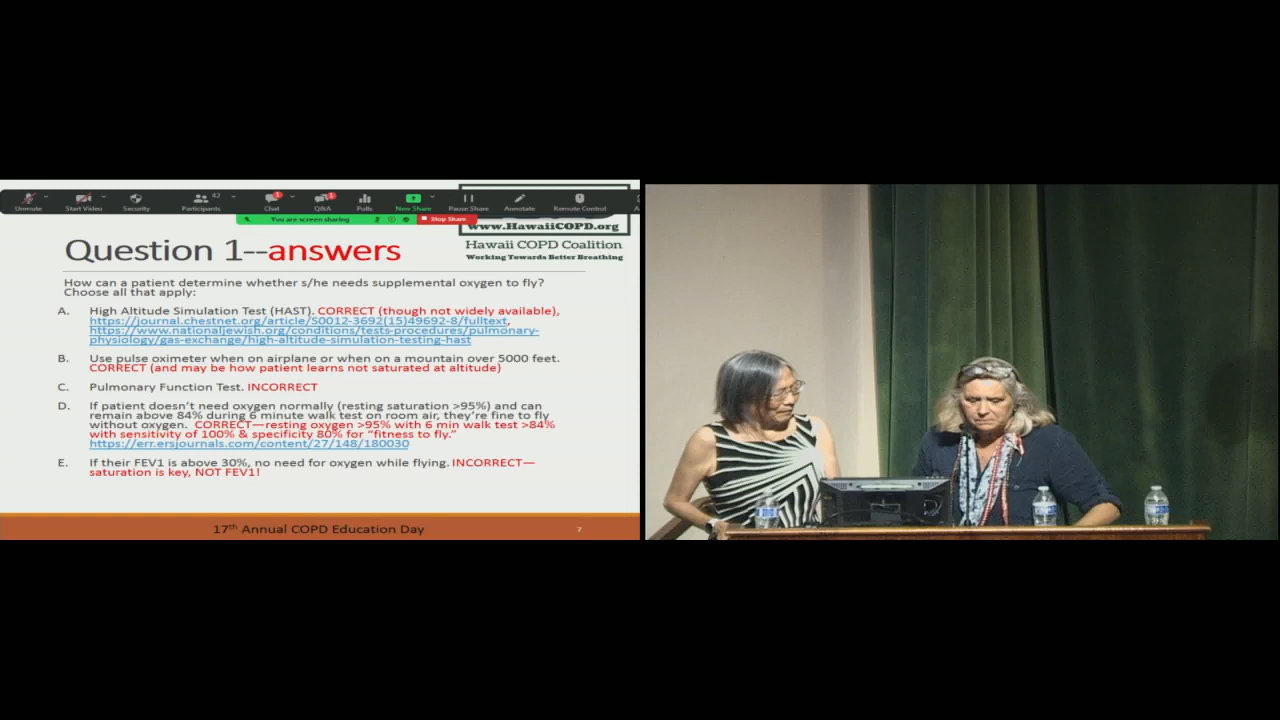 Unmute
Start Video
Security
Participants
42
Chat
1
Q&A
1
Polls
New Share
Pause Share
Annotate
Remote Control
You are screen sharing
Stop Share
www.HawaiiCOPD.org
Hawaii COPD Coalition
Working Towards Better Breathing
Question 1--answers
How can a patient determine whether s/he needs supplemental oxygen to fly?
Choose all that apply:
A. High Altitude Simulation Test (HAST). CORRECT (though not widely available),
https://journal.chestnet.org/article/S0012-3692(15)49692-8/fulltext,
https://www.nationaljewish.org/conditions/tests-procedures/pulmonary-
physiology/gas-exchange/high-altitude-simulation-testing-hast
B. Use pulse oximeter when on airplane or when on a mountain over 5000 feet.
CORRECT (and may be how patient learns not saturated at altitude)
C. Pulmonary Function Test. INCORRECT
D. If patient doesn't need oxygen normally (resting saturation >95%) and can
remain above 84% during 6 minute walk test on room air, they're fine to fly
without oxygen. CORRECT—resting oxygen >95% with 6 min walk test >84%
with sensitivity of 100% & specificity 80% for "fitness to fly."
https://err.ersjournals.com/content/27/148/180030
E. If their FEV1 is above 30%, no need for oxygen while flying. INCORRECT—
saturation is key, NOT FEV1!
17th Annual COPD Education Day
7